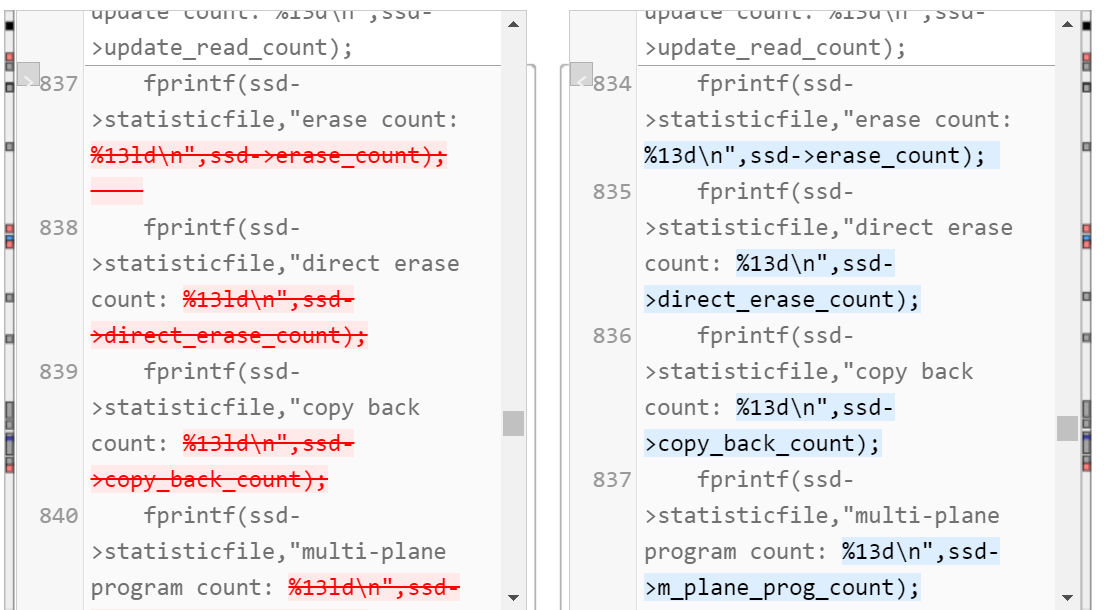 update count: %13d\n",ssd-
>update_read_count);
837 fprintf(ssd-
>statisticfile,"erase count:
%13ld\n",ssd->erase_count);
838 fprintf(ssd-
>statisticfile,"direct erase
count: %13ld\n",ssd-
>direct_erase_count);
839 fprintf(ssd-
>statisticfile,"copy back
count: %13ld\n",ssd-
>copy_back_count);
840 fprintf(ssd-
>statisticfile,"multi-plane
program count: %13ld\n",ssd-
update count: %13d\n",ssd-
>update_read_count);
834 fprintf(ssd-
>statisticfile,"erase count:
%13d\n",ssd->erase_count);
835 fprintf(ssd-
>statisticfile,"direct erase
count: %13d\n",ssd-
>direct_erase_count);
836 fprintf(ssd-
>statisticfile,"copy back
count: %13d\n",ssd-
>copy_back_count);
837 fprintf(ssd-
>statisticfile,"multi-plane
program count: %13d\n",ssd-
>m_plane_prog_count);